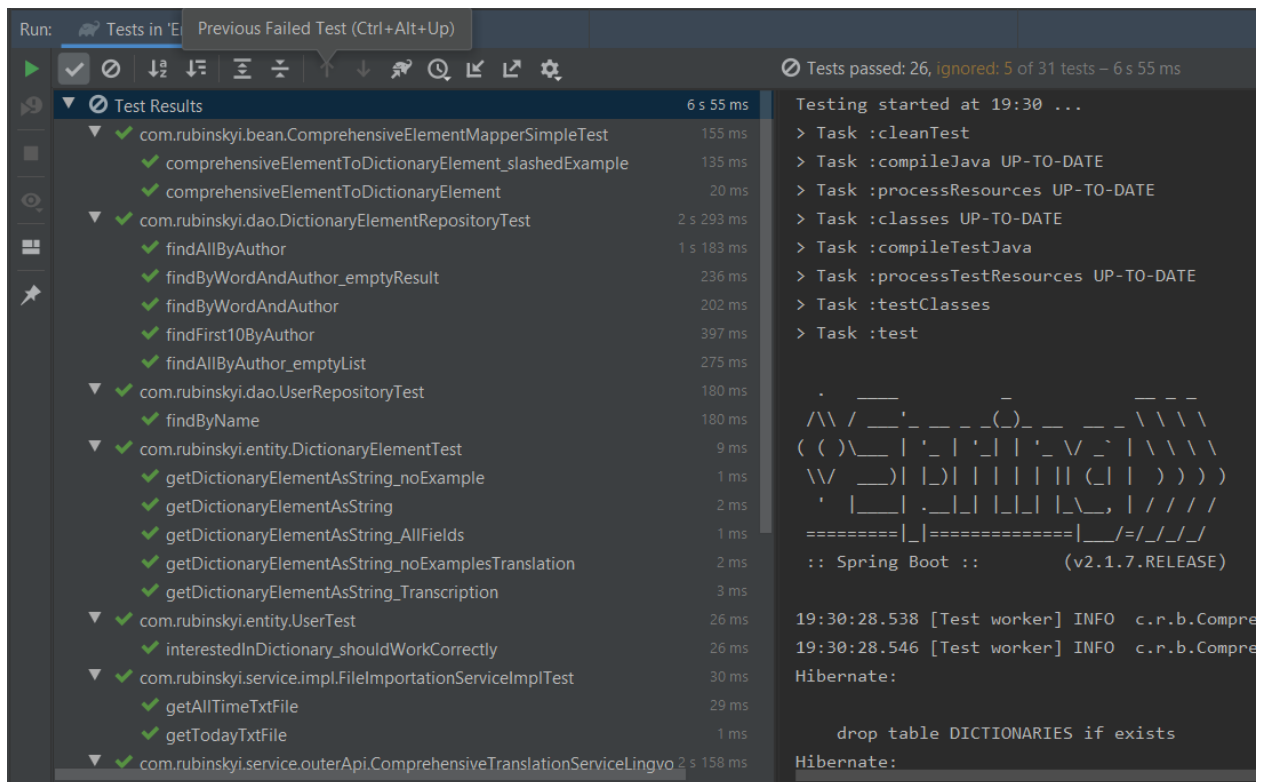 Run: Tests in 'E
Previous Failed Test (Ctrl+Alt+Up)
Tests passed: 26, ignored: 5 of 31 tests – 6 s 55 ms
Test Results 6 s 55 ms
com.rubinskyi.bean.ComprehensiveElementMapperSimpleTest 155 ms
comprehensiveElementToDictionaryElement_slashedExample 135 ms
comprehensiveElementToDictionaryElement 20 ms
com.rubinskyi.dao.DictionaryElementRepositoryTest 2 s 293 ms
findAllByAuthor 1 s 183 ms
findByWordAndAuthor_emptyResult 236 ms
findByWordAndAuthor 202 ms
findFirst10ByAuthor 397 ms
findAllByAuthor_emptyList 275 ms
com.rubinskyi.dao.UserRepositoryTest 180 ms
findByName 180 ms
com.rubinskyi.entity.DictionaryElementTest 9 ms
getDictionaryElementAsString_noExample 1 ms
getDictionaryElementAsString 2 ms
getDictionaryElementAsString_AllFields 1 ms
getDictionaryElementAsString_noExamplesTranslation 2 ms
getDictionaryElementAsString_Transcription 3 ms
com.rubinskyi.entity.UserTest 26 ms
interestedInDictionary_shouldWorkCorrectly 26 ms
com.rubinskyi.service.impl.FileImportationServiceImplTest 30 ms
getAllTimeTxtFile 29 ms
getTodayTxtFile 1 ms
com.rubinskyi.service.outerApi.ComprehensiveTranslationServiceLingvo 2 s 158 ms
Testing started at 19:30 ...
> Task :cleanTest
> Task :compileJava UP-TO-DATE
> Task :processResources UP-TO-DATE
> Task :classes UP-TO-DATE
> Task :compileTestJava
> Task :processTestResources UP-TO-DATE
> Task :testClasses
> Task :test
Spring
:: Spring Boot :: (v2.1.7.RELEASE)
19:30:28.538 [Test worker] INFO c.r.b.Compre
19:30:28.546 [Test worker] INFO c.r.b.Compre
Hibernate:
drop table DICTIONARIES if exists
Hibernate: